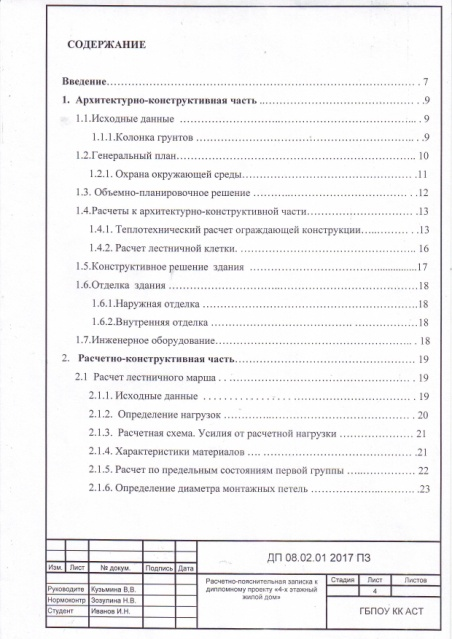 СОДЕРЖАНИЕ
Введение……………………………………………………………… 7
1. Архитектурно-конструктивная часть ………………………………. .9
1.1.Исходные данные ……………………………………………… . 9
1.1.1.Колонка грунтов ……………………………………………. .9
1.2.Генеральный план……………………………………………… 10
1.2.1. Охрана окружающей среды………………………………. .11
1.3. Объемно-планировочное решение ………………………… . .12
1.4.Расчеты к архитектурно-конструктивной части……………….. .13
1.4.1. Теплотехнический расчет ограждающей конструкции…..……. 13
1.4.2. Расчет лестничной клетки. ……………………………… . 16
1.5.Конструктивное решение здания …………………………..............17
1.6.Отделка здания ………………………………………………… .18
1.6.1.Наружная отделка …………………………………………. .18
1.6.2.Внутренняя отделка ………………………………………. .18
1.7.Инженерное оборудование………………………………………. . 18
2. Расчетно-конструктивная часть………………………………………. 19
2.1 Расчет лестничного марша . . ………………………………… . 19
2.1.1. Исходные данные . . . . . . . . . . . . . . . ……………………… . 19
2.1.2. Определение нагрузок ……………………………………. . 20
2.1.3. Расчетная схема. Усилия от расчетной нагрузки …………… 21
2.1.4. Характеристики материалов …. ………………………… . .21
2.1.5. Расчет по предельным состояниям первой группы ………….. 22
2.1.6. Определение диаметра монтажных петель ………………… .23
ДП 08.02.01 2017 ПЗ
Изм. Лист № докум. Подпись Дата
Руководите Кузьмина В,В. Расчетно-пояснительная записка к дипломному проекту «4-х этажный жилой дом» Стадия Лист Листов
Нормоконтр Зозулина Н.В. 4
Студент Иванов И.Н. ГБПОУ КК АСТ